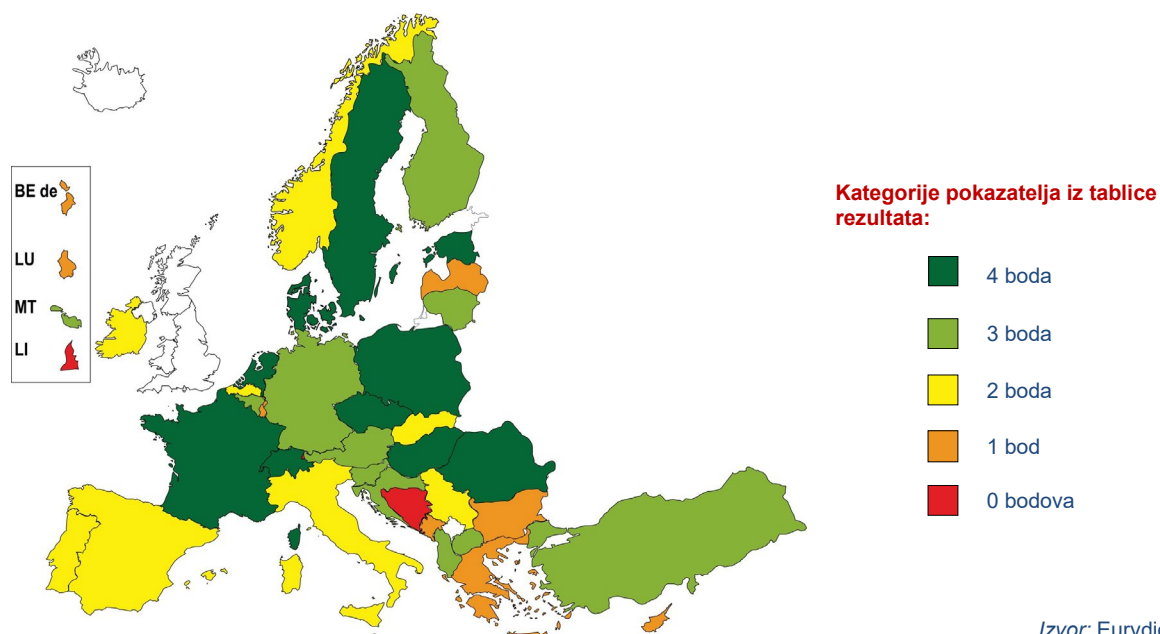 BE de
LU
MT
LI
Kategorije pokazatelja iz tablice
rezultata:
4 boda
3 boda
2 boda
1 bod
0 bodova
Izvor: